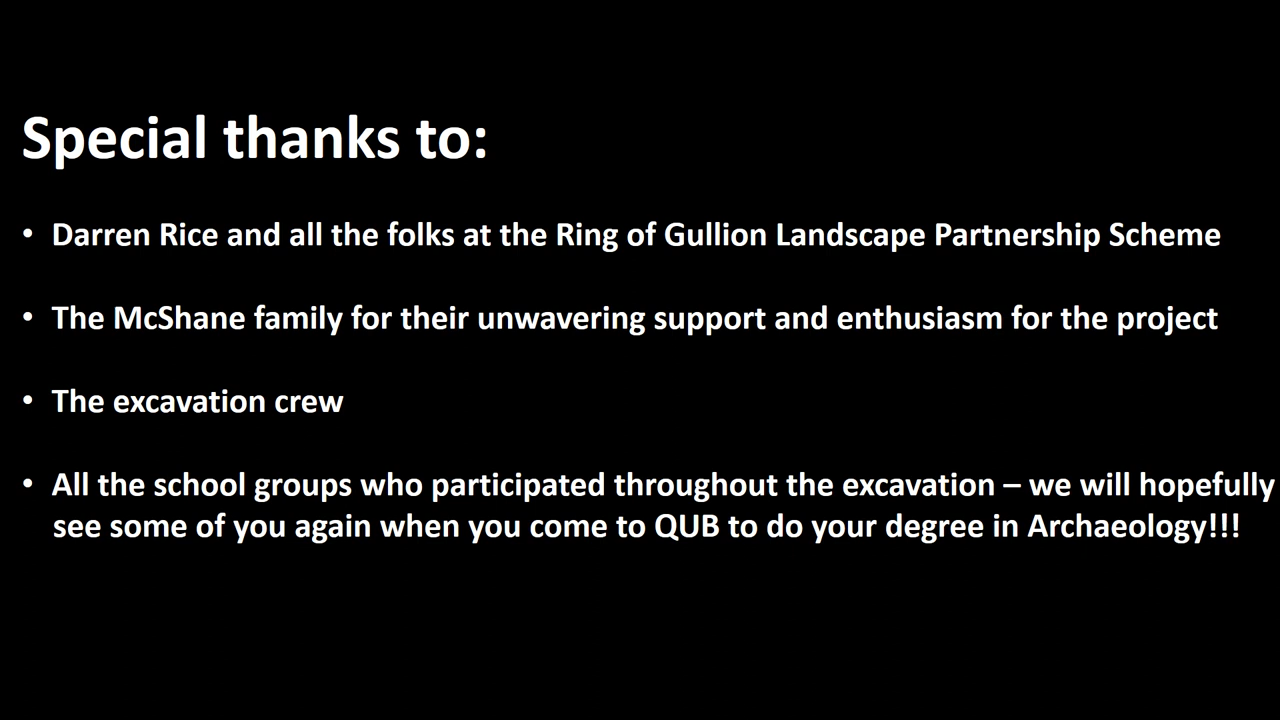 Special thanks to:
• Darren Rice and all the folks at the Ring of Gullion Landscape Partnership Scheme
• The McShane family for their unwavering support and enthusiasm for the project
• The excavation crew
• All the school groups who participated throughout the excavation – we will hopefully
see some of you again when you come to QUB to do your degree in Archaeology!!!